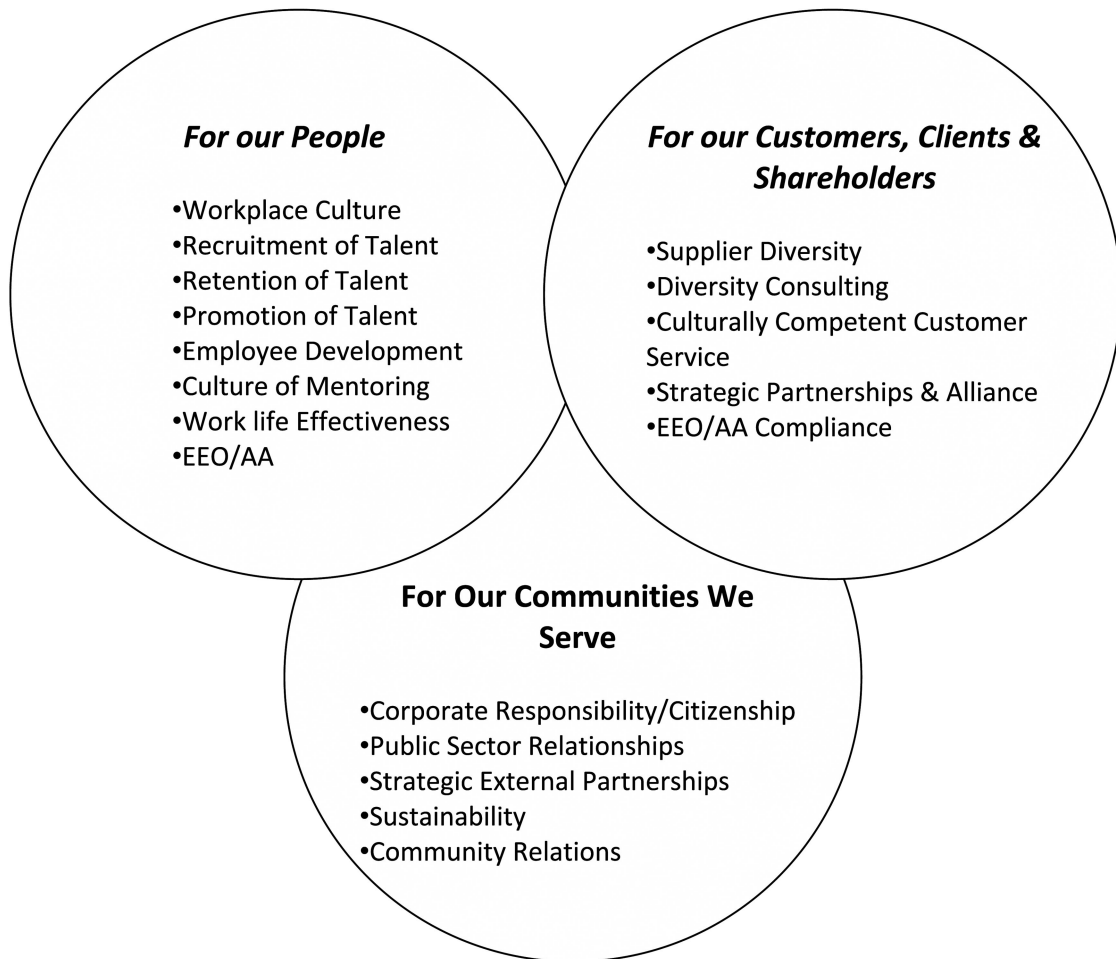 For our People
•Workplace Culture
•Recruitment of Talent
•Retention of Talent
•Promotion of Talent
•Employee Development
•Culture of Mentoring
•Work life Effectiveness
•EEO/AA
For our Customers, Clients &
Shareholders
•Supplier Diversity
•Diversity Consulting
•Culturally Competent Customer
Service
•Strategic Partnerships & Alliance
•EEO/AA Compliance
For Our Communities We
Serve
•Corporate Responsibility/Citizenship
•Public Sector Relationships
•Strategic External Partnerships
•Sustainability
•Community Relations